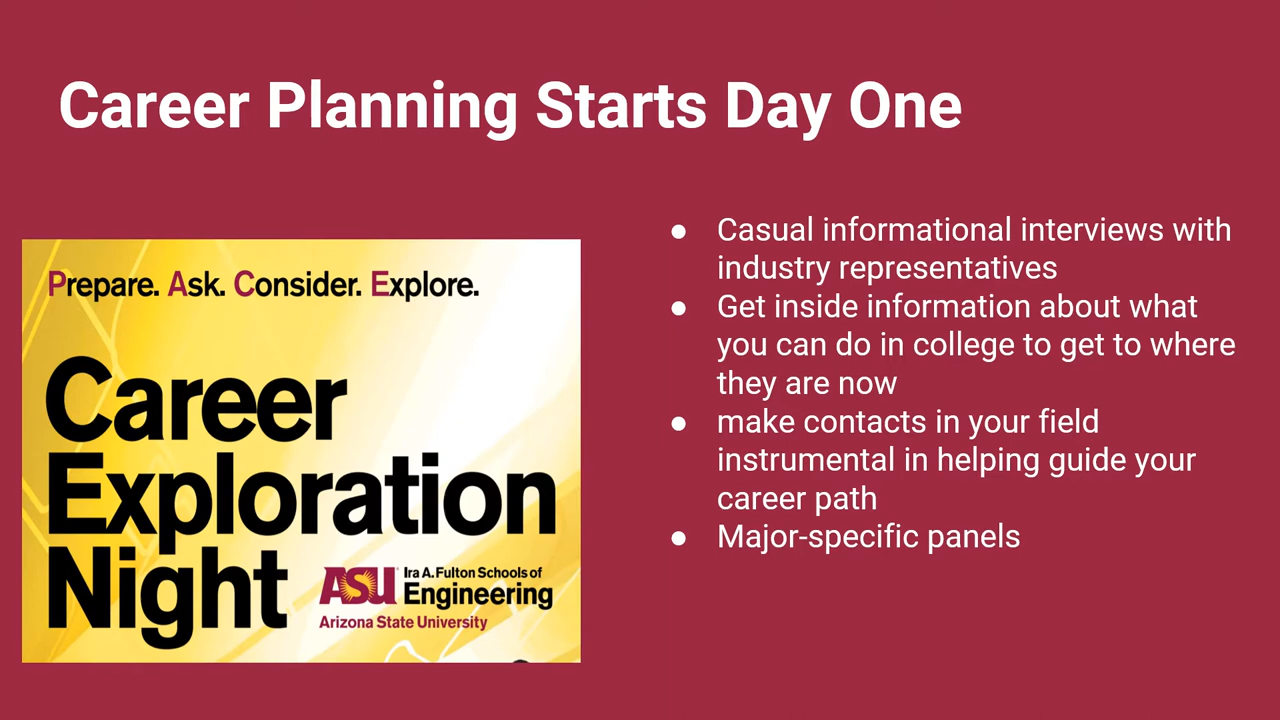 Career Planning Starts Day One
Prepare. Ask. Consider. Explore.
Career
Exploration
Night
ASU
Ira A. Fulton Schools of
Engineering
Arizona State University
● Casual informational interviews with
industry representatives
● Get inside information about what
you can do in college to get to where
they are now
● make contacts in your field
instrumental in helping guide your
career path
● Major-specific panels